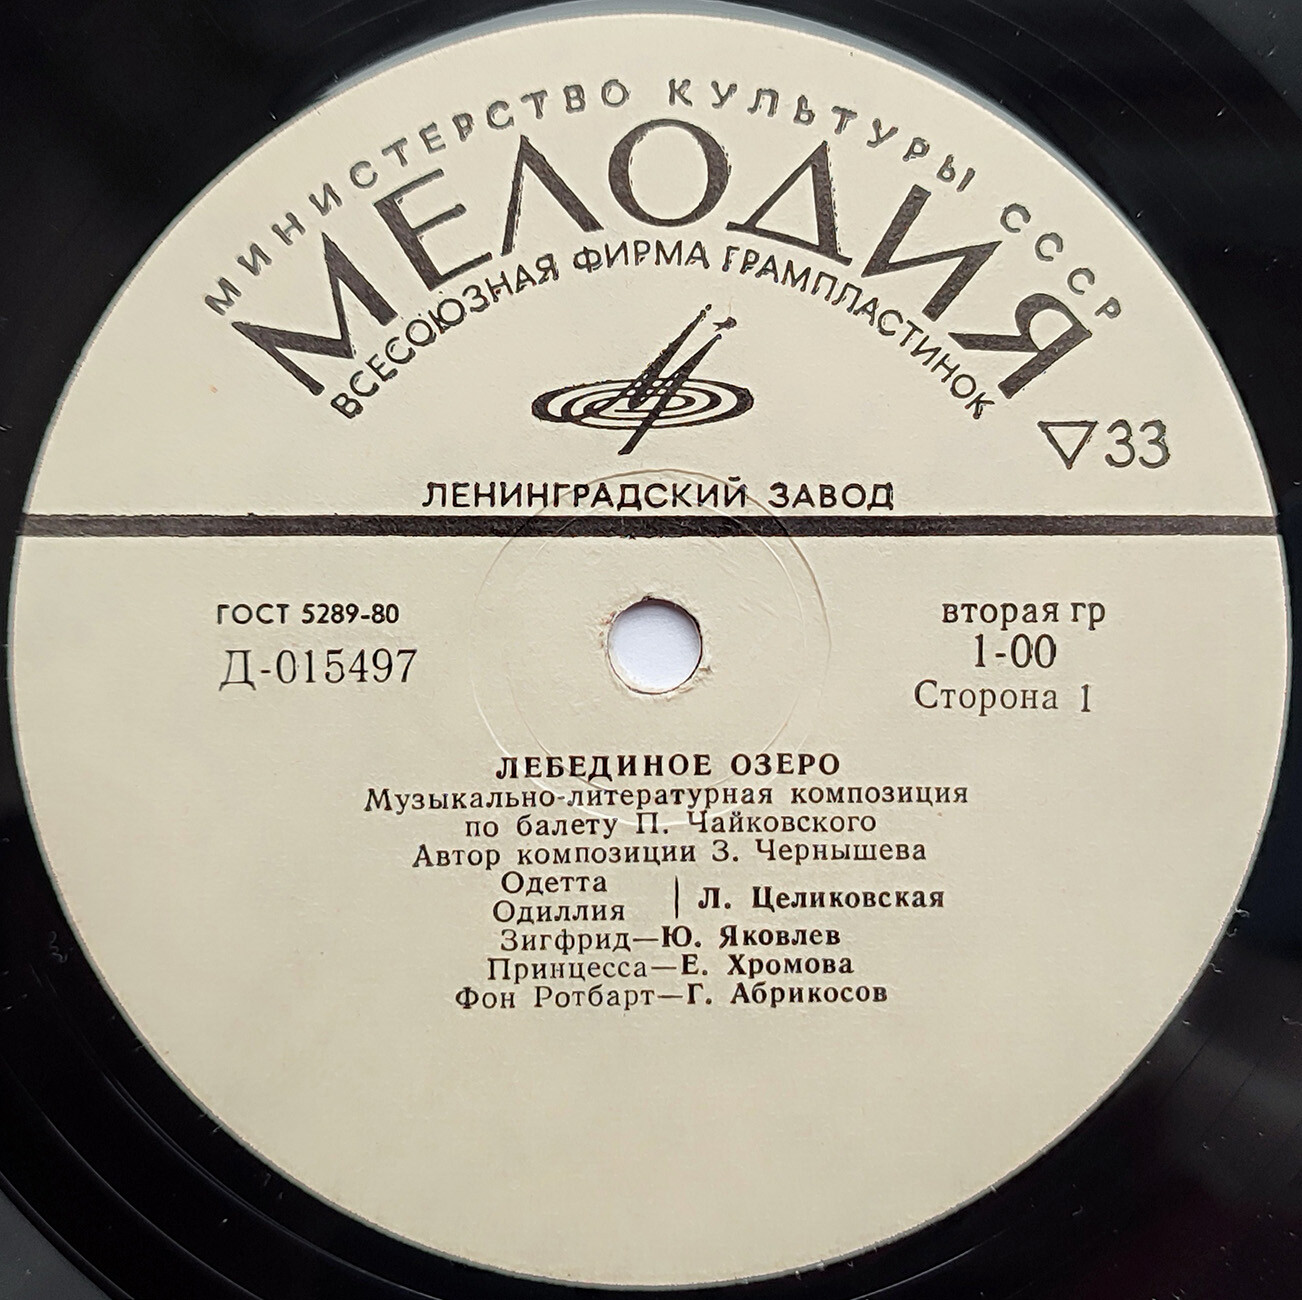 МИНИСТЕРСТВО КУЛЬТУРЫ СССР
МЕЛОДИЯ
ВСЕСОЮЗНАЯ ФИРМА ГРАМПЛАСТИНОК
▽33
ЛЕНИНГРАДСКИЙ ЗАВОД
ГОСТ 5289-80
Д-015497
вторая гр
1-00
Сторона 1
ЛЕБЕДИНОЕ ОЗЕРО
Музыкально-литературная композиция
по балету П. Чайковского
Автор композиции З. Чернышева
Одетта
Одиллия | Л. Целиковская
Зигфрид—Ю. Яковлев
Принцесса—Е. Хромова
Фон Ротбарт—Г. Абрикосов